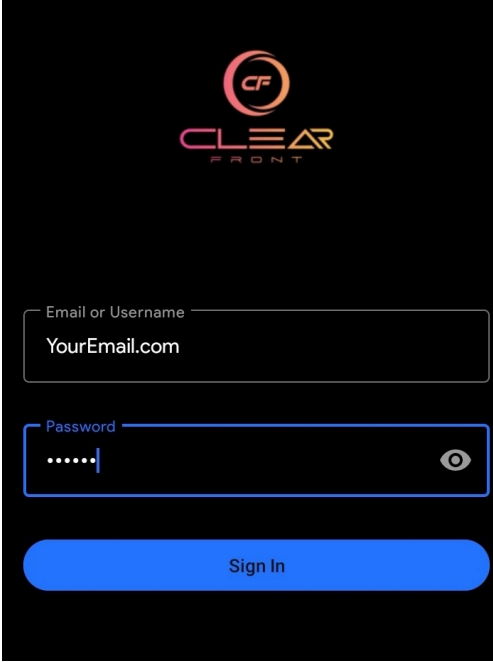 CF
CLEAR
FRONT
Email or Username
YourEmail.com
Password
••••••
Sign In